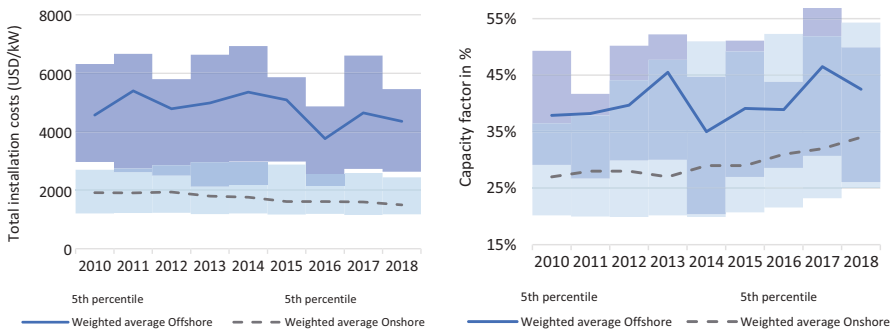 Total installation costs (USD/kW)
8000
6000
4000
2000
0
2010 2011 2012 2013 2014 2015 2016 2017 2018
5th percentile 5th percentile
Weighted average Offshore Weighted average Onshore
Capacity factor in %
55%
45%
35%
25%
15%
2010 2011 2012 2013 2014 2015 2016 2017 2018
5th percentile 5th percentile
Weighted average Offshore Weighted average Onshore